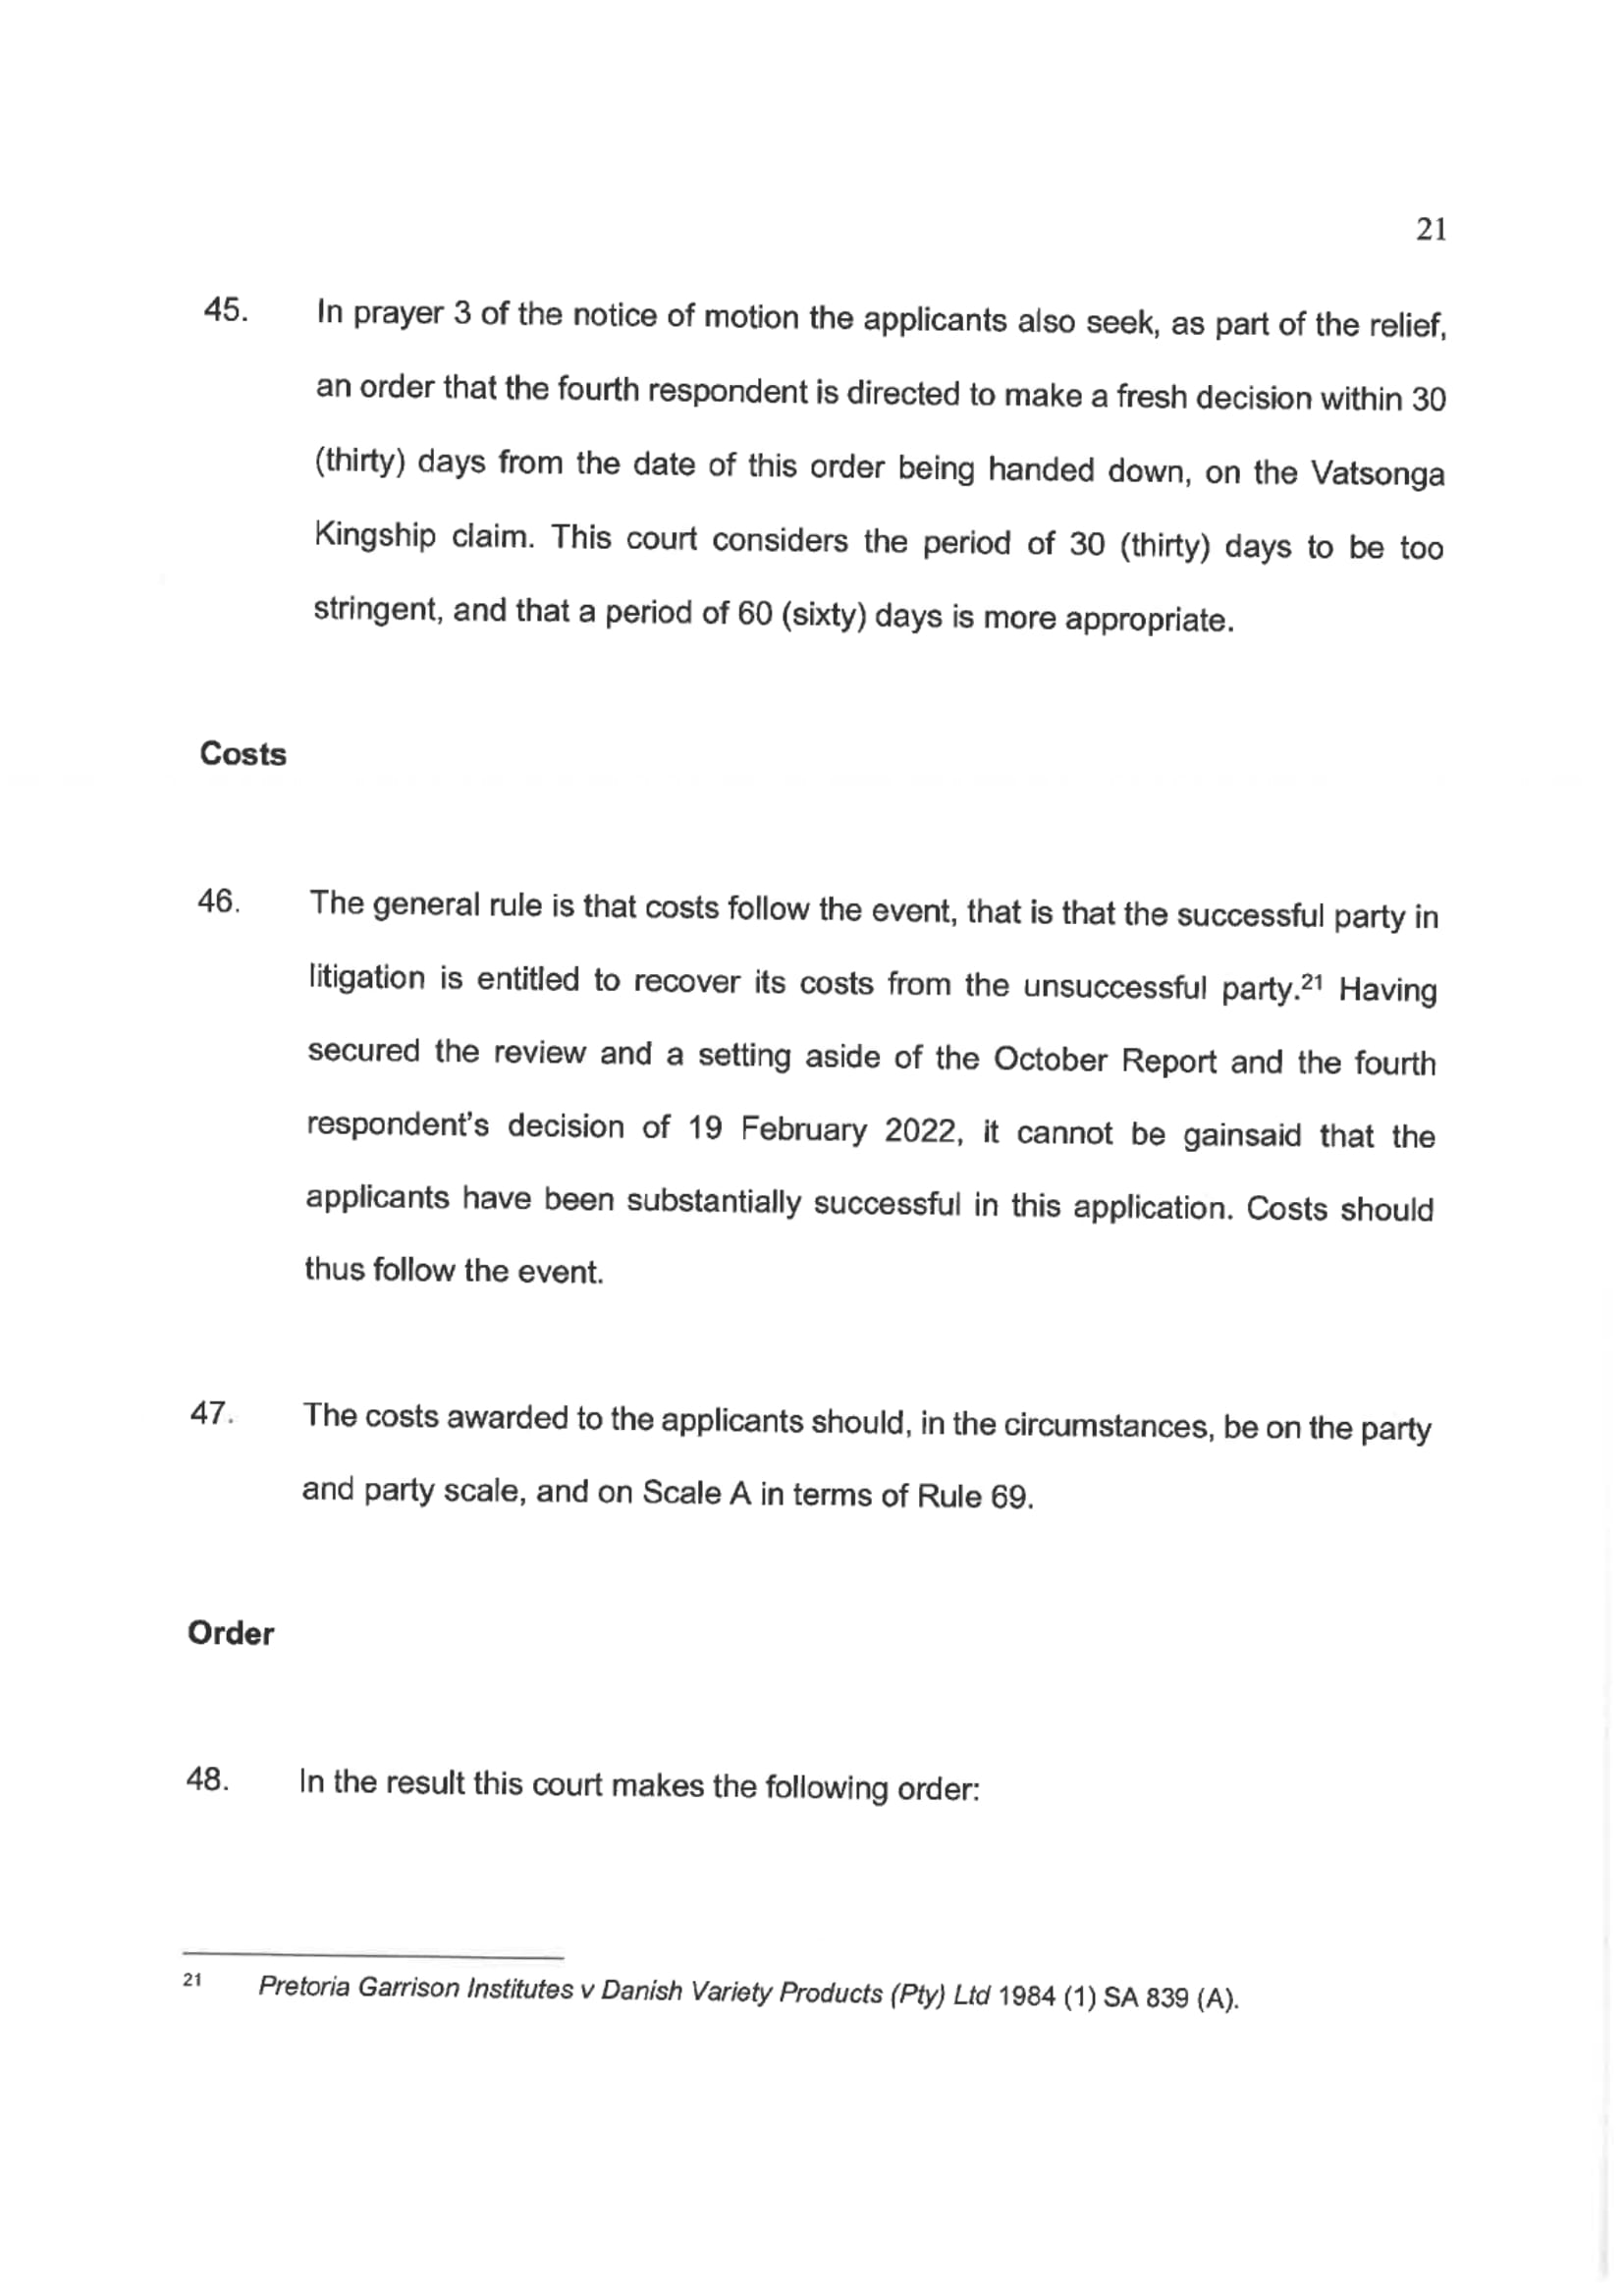 21
45. In prayer 3 of the notice of motion the applicants also seek, as part of the relief,
an order that the fourth respondent is directed to make a fresh decision within 30
(thirty) days from the date of this order being handed down, on the Vatsonga
Kingship claim. This court considers the period of 30 (thirty) days to be too
stringent, and that a period of 60 (sixty) days is more appropriate.
Costs
46. The general rule is that costs follow the event, that is that the successful party in
litigation is entitled to recover its costs from the unsuccessful party.21 Having
secured the review and a setting aside of the October Report and the fourth
respondent's decision of 19 February 2022, it cannot be gainsaid that the
applicants have been substantially successful in this application. Costs should
thus follow the event.
47. The costs awarded to the applicants should, in the circumstances, be on the party
and party scale, and on Scale A in terms of Rule 69.
Order
48. In the result this court makes the following order:
21 Pretoria Garrison Institutes v Danish Variety Products (Pty) Ltd 1984 (1) SA 839 (A).